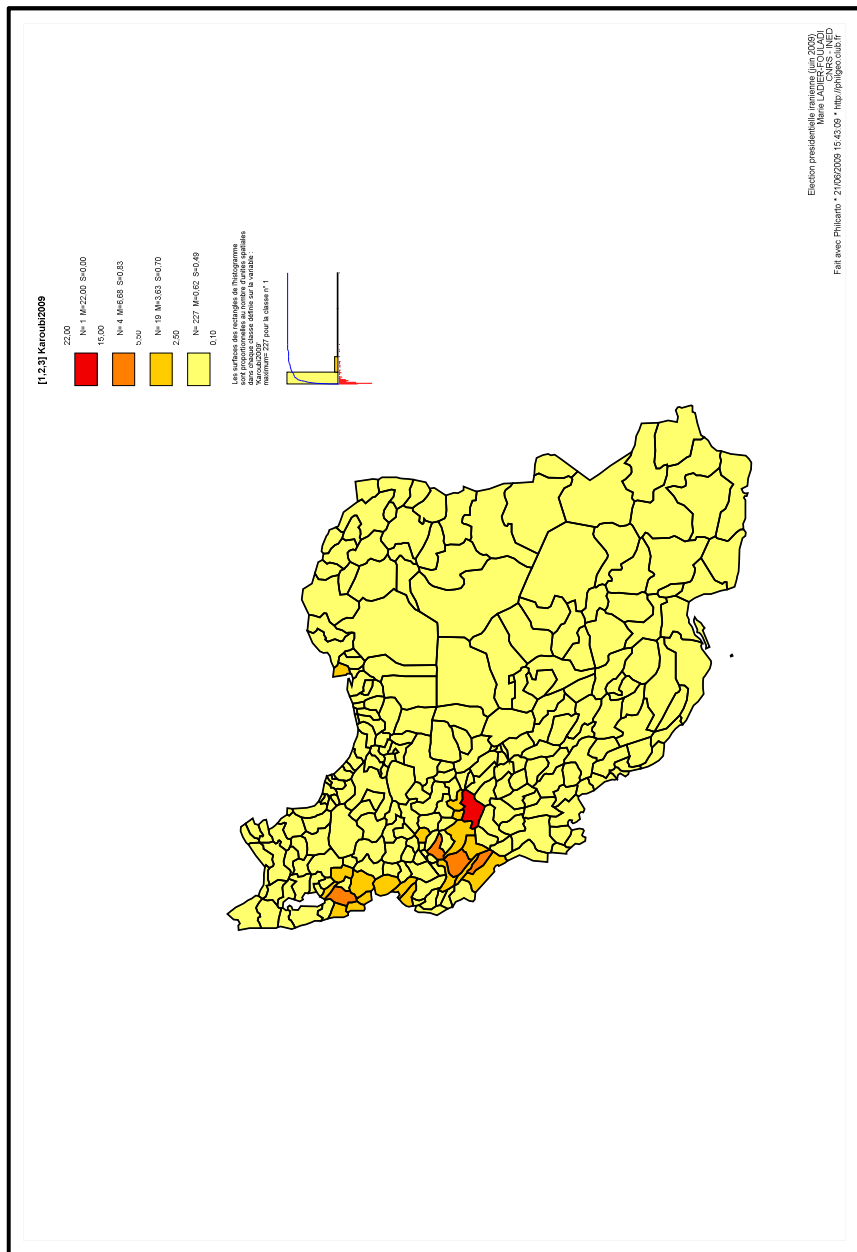 [1,2,3] Karoubi2009
22,00
N= 1 M=22,00 S=0,00
15,00
N= 4 M=6,68 S=0,83
5,50
N= 19 M=3,63 S=0,70
2,50
N= 227 M=0,62 S=0,49
0,10
Les surfaces des rectangles de l'histogramme
sont proportionnelles au nombre d'unités spatiales
dans chaque classe définie sur la variable :
'Karoubi2009'
maximum= 227 pour la classe n° 1
Election presidentielle iranienne (juin 2009)
Marie LADIER-FOULADI
CNRS - INED
Fait avec Philcarto * 21/06/2009 15:43:09 * http://philgeo.club.fr